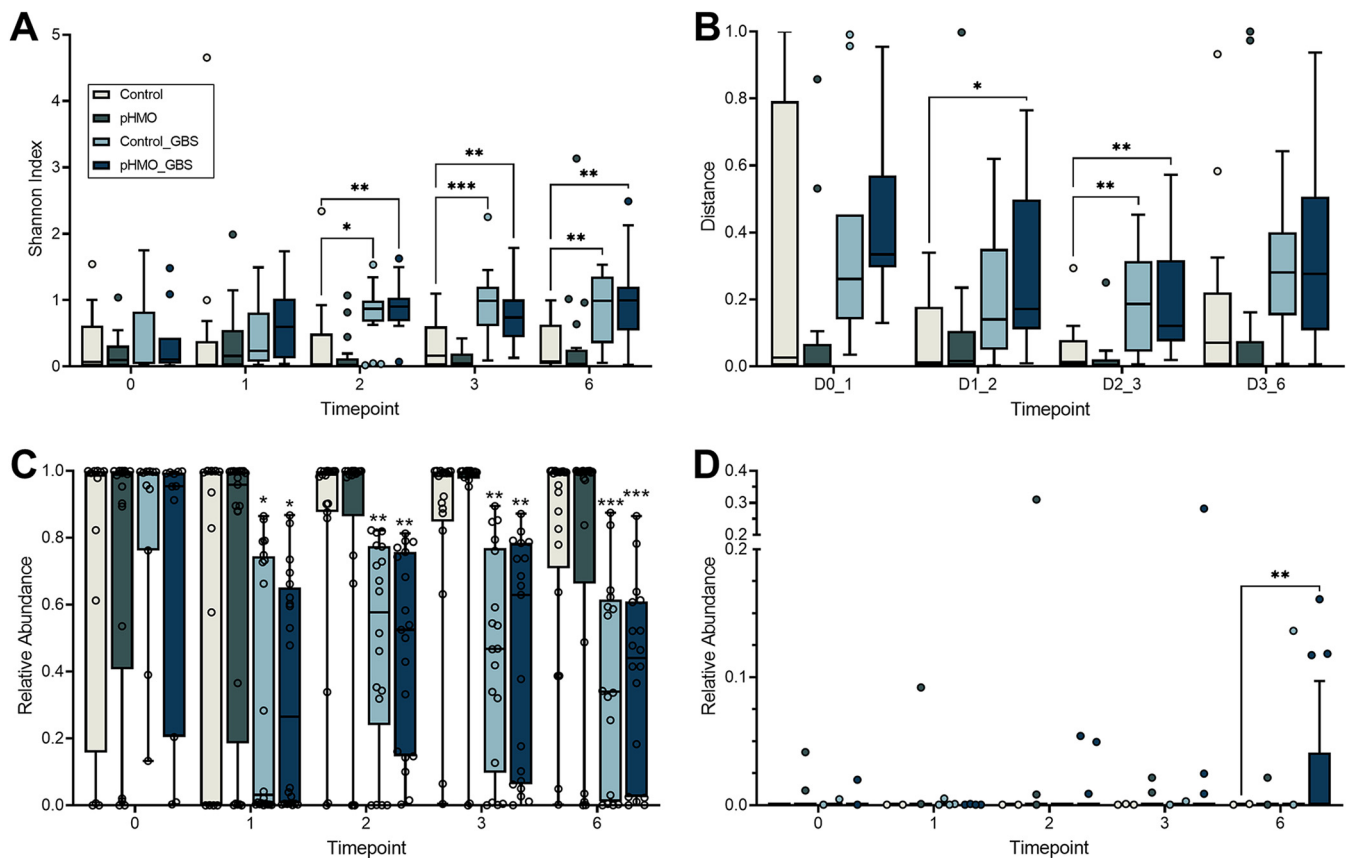 A
Shannon Index
5
4
3
2
1
0
Control
pHMO
Control_GBS
pHMO_GBS
*
**
***
**
**
**
0 1 2 3 6
Timepoint
B
Distance
1.0
0.8
0.6
0.4
0.2
0.0
*
**
**
D0_1 D1_2 D2_3 D3_6
Timepoint
C
Relative Abundance
1.0
0.8
0.6
0.4
0.2
0.0
* *
** **
** **
*** ***
0 1 2 3 6
Timepoint
D
Relative Abundance
0.4
0.3
0.2
0.2
0.1
0.0
**
0 1 2 3 6
Timepoint